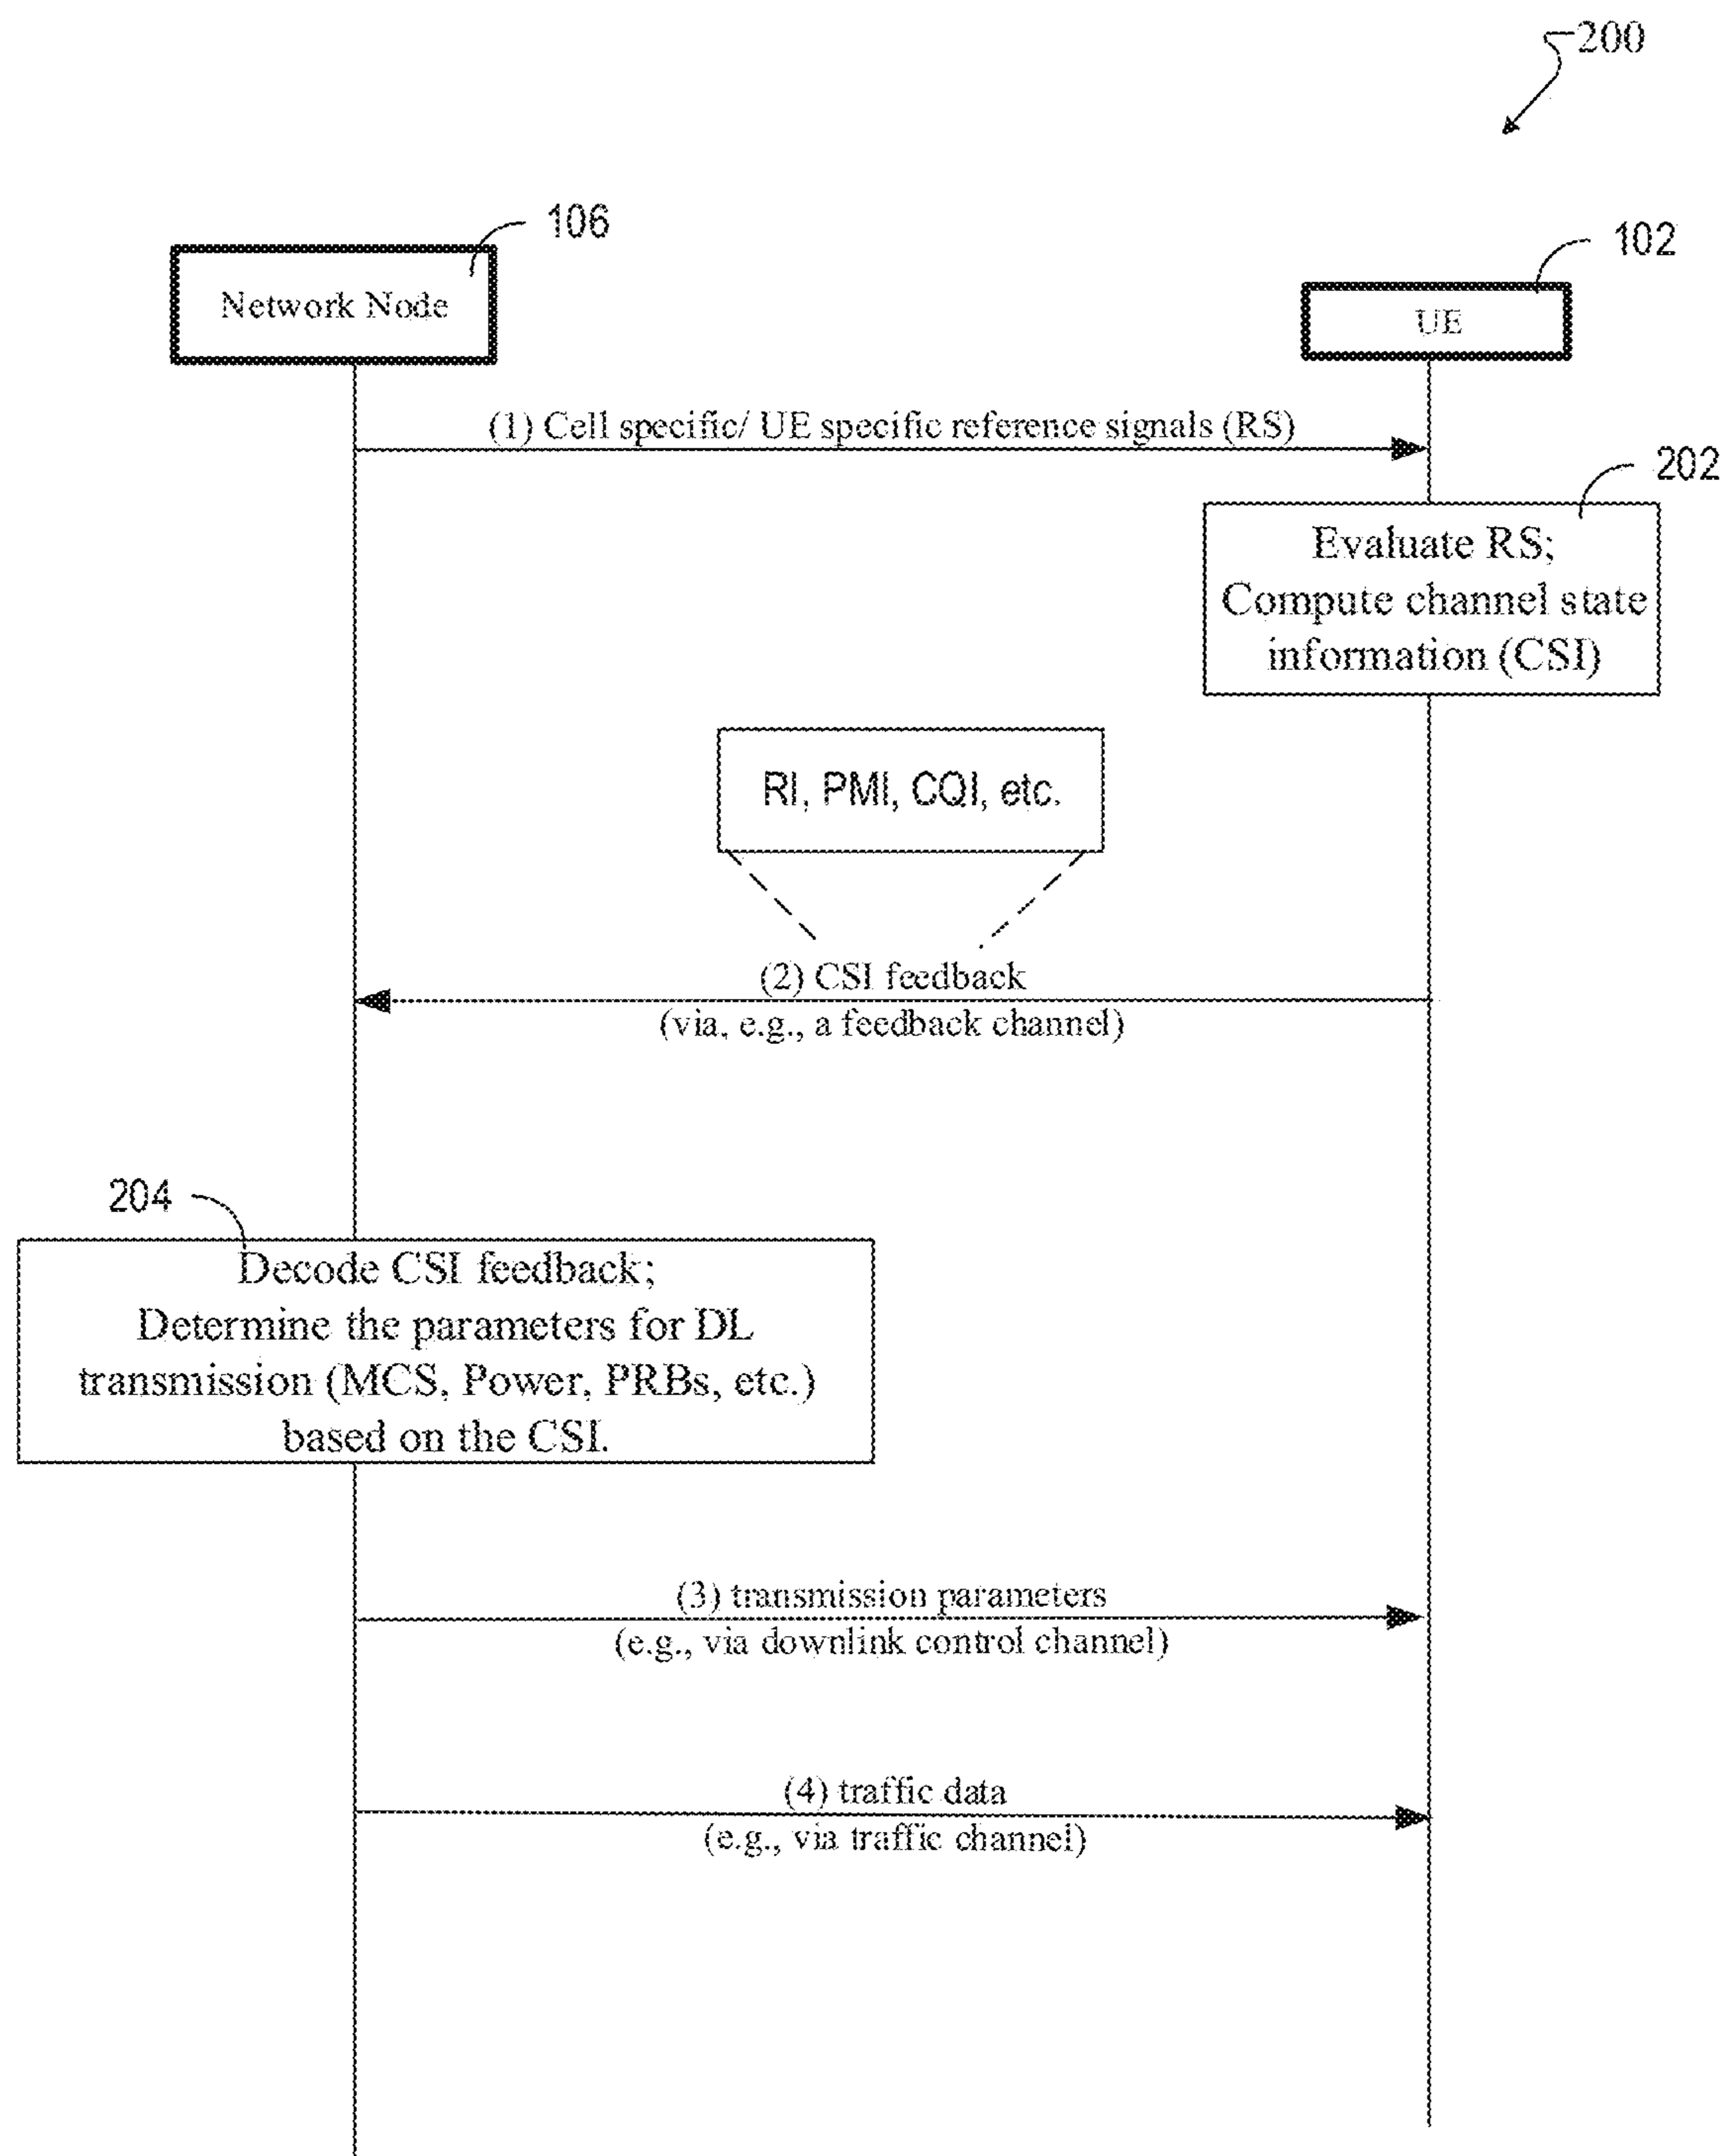 200
106
102
Network Node
UE
(1) Cell specific/ UE specific reference signals (RS)
202
Evaluate RS;
Compute channel state
information (CSI)
RI, PMI, CQI, etc.
(2) CSI feedback
(via, e.g., a feedback channel)
204
Decode CSI feedback;
Determine the parameters for DL
transmission (MCS, Power, PRBs, etc.)
based on the CSI.
(3) transmission parameters
(e.g., via downlink control channel)
(4) traffic data
(e.g., via traffic channel)